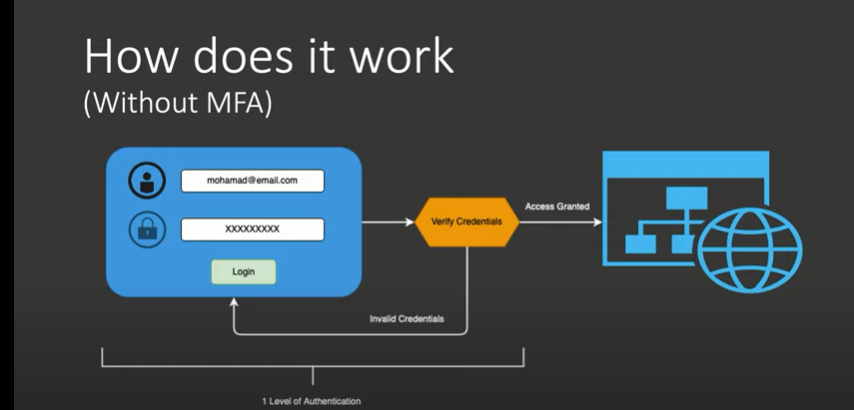 How does it work
(Without MFA)
mohamad@email.com
XXXXXXXXX
Login
Verify Credentials
Access Granted
Invalid Credentials
1 Level of Authentication